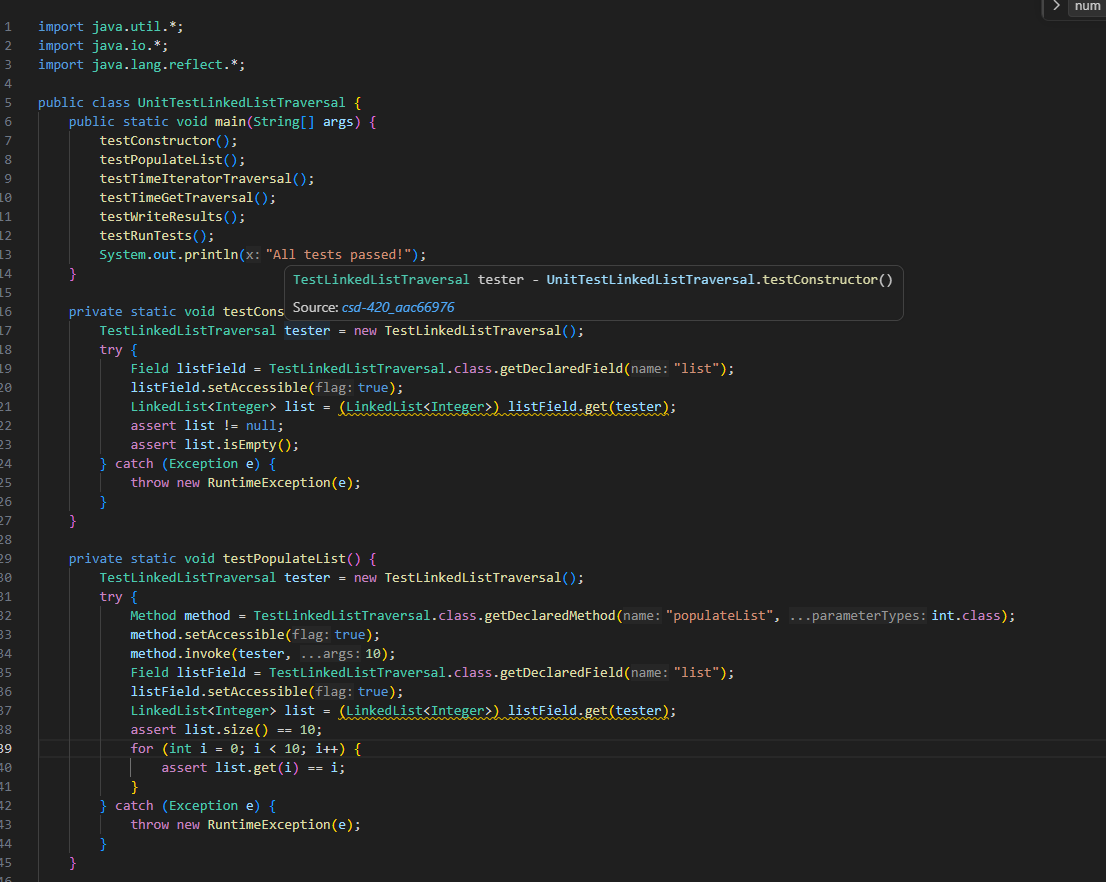 num
1 import java.util.*;
2 import java.io.*;
3 import java.lang.reflect.*;
4
5 public class UnitTestLinkedListTraversal {
6 public static void main(String[] args) {
7 testConstructor();
8 testPopulateList();
9 testTimeIteratorTraversal();
10 testTimeGetTraversal();
11 testWriteResults();
12 testRunTests();
13 System.out.println(x: "All tests passed!");
14 }
15
TestLinkedListTraversal tester - UnitTestLinkedListTraversal.testConstructor()
Source: csd-420_aac66976
16 private static void testCons
17 TestLinkedListTraversal tester = new TestLinkedListTraversal();
18 try {
19 Field listField = TestLinkedListTraversal.class.getDeclaredField(name: "list");
20 listField.setAccessible(flag: true);
21 LinkedList<Integer> list = (LinkedList<Integer>) listField.get(tester);
22 assert list != null;
23 assert list.isEmpty();
24 } catch (Exception e) {
25 throw new RuntimeException(e);
26 }
27 }
28
29 private static void testPopulateList() {
30 TestLinkedListTraversal tester = new TestLinkedListTraversal();
31 try {
32 Method method = TestLinkedListTraversal.class.getDeclaredMethod(name: "populateList", ...parameterTypes: int.class);
33 method.setAccessible(flag: true);
34 method.invoke(tester, ...args: 10);
35 Field listField = TestLinkedListTraversal.class.getDeclaredField(name: "list");
36 listField.setAccessible(flag: true);
37 LinkedList<Integer> list = (LinkedList<Integer>) listField.get(tester);
38 assert list.size() == 10;
39 for (int i = 0; i < 10; i++) {
40 assert list.get(i) == i;
41 }
42 } catch (Exception e) {
43 throw new RuntimeException(e);
44 }
45 }
46